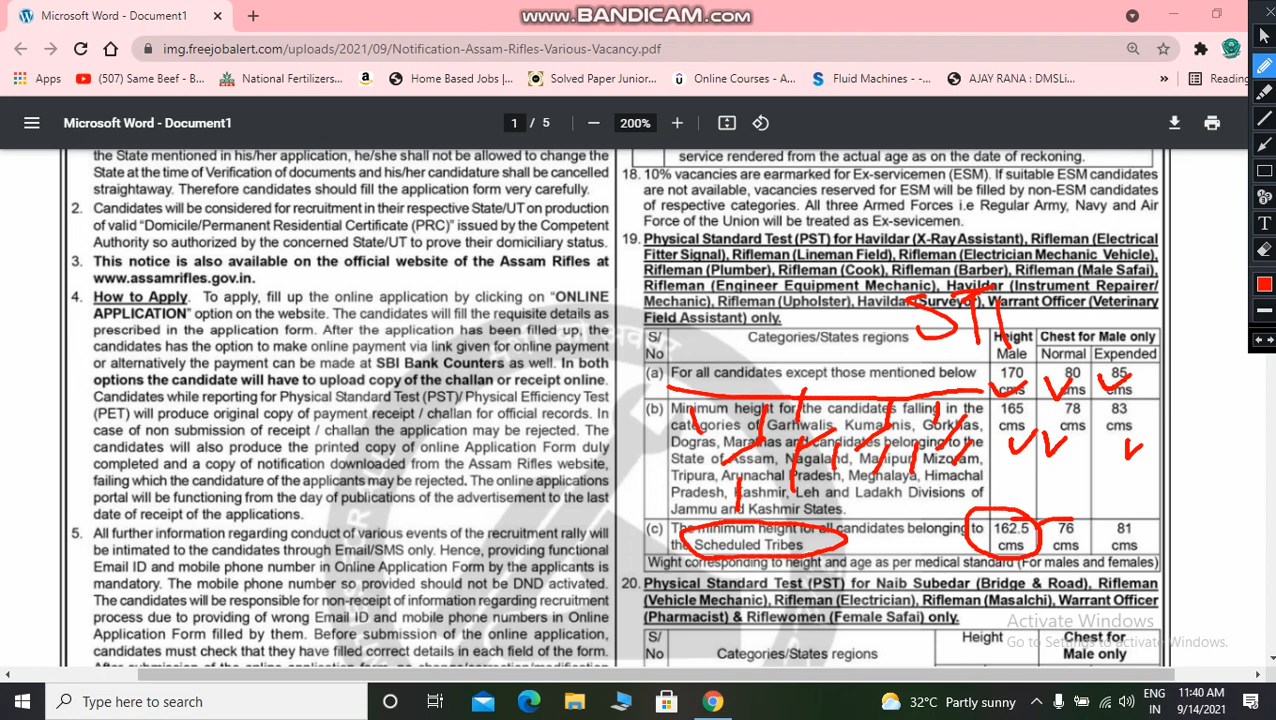 Microsoft Word - Document1
www.BANDICAM.com
img.freejobalert.com/uploads/2021/09/Notification-Assam-Rifles-Various-Vacancy.pdf
Apps (507) Same Beef - B... National Fertilizers... Home Based Jobs |... Solved Paper Junior... Online Courses - A... Fluid Machines - -... AJAY RANA : DMSLi... » Reading
Microsoft Word - Document1 1 / 5 200%
the State mentioned in his/her application, he/she shall not be allowed to change the
State at the time of Verification of documents and his/her candidature shall be cancelled
straightaway. Therefore candidates should fill the application form very carefully.
2. Candidates will be considered for recruitment in their respective State/UT on production
of valid "Domicile/Permanent Residential Certificate (PRC)" issued by the Competent
Authority so authorized by the concerned State/UT to prove their domiciliary status.
3. This notice is also available on the official website of the Assam Rifles at
www.assamrifles.gov.in.
4. How to Apply. To apply, fill up the online application by clicking on "ONLINE
APPLICATION" option on the website. The candidates will fill the requisite details as
prescribed in the application form. After the application has been filled up, the
candidates has the option to make online payment via link given for online payment
or alternatively the payment can be made at SBI Bank Counters as well. In both
options the candidate will have to upload copy of the challan or receipt online.
Candidates while reporting for Physical Standard Test (PST)/Physical Efficiency Test
(PET) will produce original copy of payment receipt / challan for official records. In
case of non submission of receipt / challan the application may be rejected. The
candidates will also produce the printed copy of online Application Form duly
completed and a copy of notification downloaded from the Assam Rifles website,
failing which the candidature of the applicants may be rejected. The online applications
portal will be functioning from the day of publications of the advertisement to the last
date of receipt of the applications.
5. All further information regarding conduct of various events of the recruitment rally will
be intimated to the candidates through Email/SMS only. Hence, providing functional
Email ID and mobile phone number in Online Application Form by the applicants is
mandatory. The mobile phone number so provided should not be DND activated.
The candidates will be responsible for non-receipt of information regarding recruitment
process due to providing of wrong Email ID and mobile phone numbers in Online
Application Form filled by them. Before submission of the online application,
candidates must check that they have filled correct details in each field of the form.
service rendered from the actual age as on the date of reckoning.
18. 10% vacancies are earmarked for Ex-servicemen (ESM). If suitable ESM candidates
are not available, vacancies reserved for ESM will be filled by non-ESM candidates
of respective categories. All three Armed Forces i.e Regular Army, Navy and Air
Force of the Union will be treated as Ex-sevicemen.
19. Physical Standard Test (PST) for Havildar (X-Ray Assistant), Rifleman (Electrical
Fitter Signal), Rifleman (Lineman Field), Rifleman (Electrician Mechanic Vehicle),
Rifleman (Plumber), Rifleman (Cook), Rifleman (Barber), Rifleman (Male Safai),
Rifleman (Engineer Equipment Mechanic), Havildar (Instrument Repairer/
Mechanic), Rifleman (Upholster), Havildar Surveyor), Warrant Officer (Veterinary
Field Assistant) only.
S/ No Categories/States regions Height Male Chest for Male only
Normal Expended
(a) For all candidates except those mentioned below 170 cms 80 cms 85 cms
(b) Minimum height for the candidates falling in the 165 78 83
categories of Garhwalis, Kumaonis, Gorkhas, cms cms cms
Dogras, Marathas and candidates belonging to the
State of Assam, Nagaland, Manipur, Mizoram,
Tripura, Arunachal Pradesh, Meghalaya, Himachal
Pradesh, Kashmir, Leh and Ladakh Divisions of
Jammu and Kashmir States.
(c) The minimum height for all candidates belonging to 162.5 76 81
the Scheduled Tribes cms cms cms
Wight corresponding to height and age as per medical standard (For males and females)
20. Physical Standard Test (PST) for Naib Subedar (Bridge & Road), Rifleman
(Vehicle Mechanic), Rifleman (Electrician), Rifleman (Masalchi), Warrant Officer
(Pharmacist) & Riflewomen (Female Safai) only.
S/ No Categories/States regions Height Chest for Male only
Activate Windows
Go to Settings to activate Windows.
Type here to search 32°C Partly sunny ENG IN 11:40 AM 9/14/2021